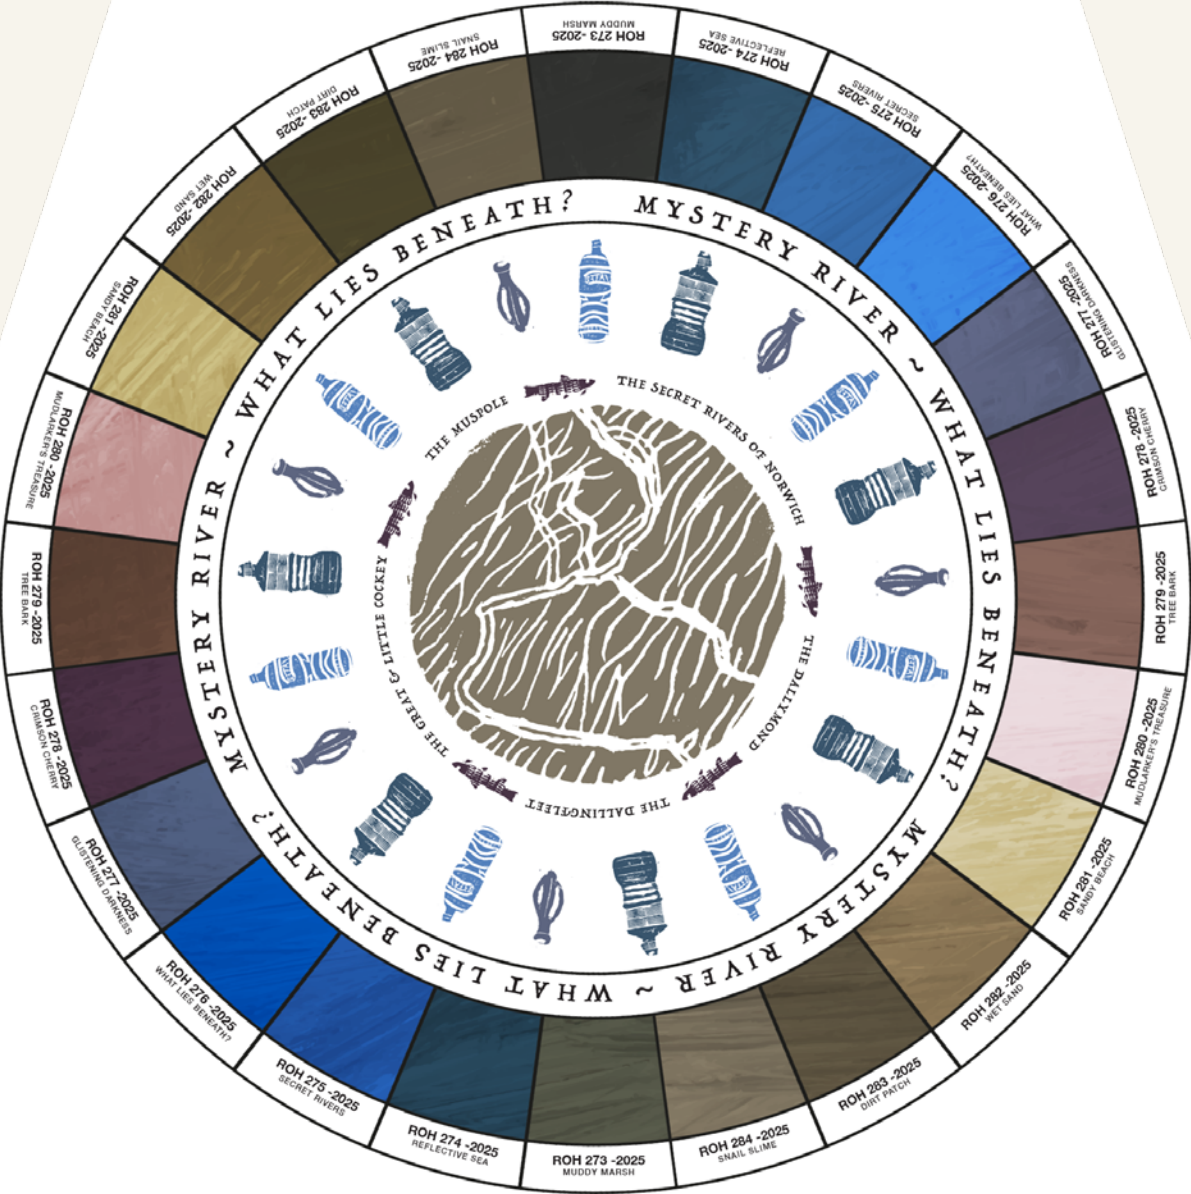 ROH 273 -2025
MUDDY MARSH
ROH 274 -2025
REFLECTIVE SEA
ROH 275 -2025
SECRET RIVERS
ROH 276 -2025
WHAT LIES BENEATH?
ROH 277 -2025
GLISTENING DARKNESS
ROH 278 -2025
CRIMSON CHERRY
ROH 279 -2025
TREE BARK
ROH 280 -2025
MUDLARKER'S TREASURE
ROH 281 -2025
SANDY BEACH
ROH 282 -2025
WET SAND
ROH 283 -2025
DIRT PATCH
ROH 284 -2025
SNAIL SLIME
ROH 273 -2025
MUDDY MARSH
ROH 274 -2025
REFLECTIVE SEA
ROH 275 -2025
SECRET RIVERS
ROH 276 -2025
WHAT LIES BENEATH?
ROH 277 -2025
GLISTENING DARKNESS
ROH 278 -2025
CRIMSON CHERRY
ROH 279 -2025
TREE BARK
ROH 280 -2025
MUDLARKER'S TREASURE
ROH 281 -2025
SANDY BEACH
ROH 282 -2025
WET SAND
ROH 283 -2025
DIRT PATCH
ROH 284 -2025
SNAIL SLIME
MYSTERY RIVER ~ WHAT LIES BENEATH?
MYSTERY RIVER ~ WHAT LIES BENEATH?
MYSTERY RIVER ~ WHAT LIES BENEATH?
THE SECRET RIVERS OF NORWICH
THE DALLYMOND
THE DALLINGFLEET
THE GREAT & LITTLE COCKEY
THE MUSPOLE